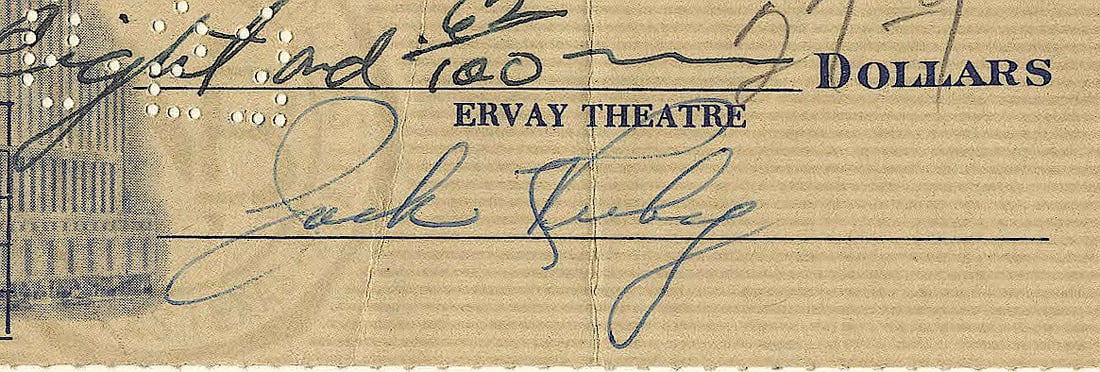 Eight and 62/100 DOLLARS
ERVAY THEATRE
Jack Ruby